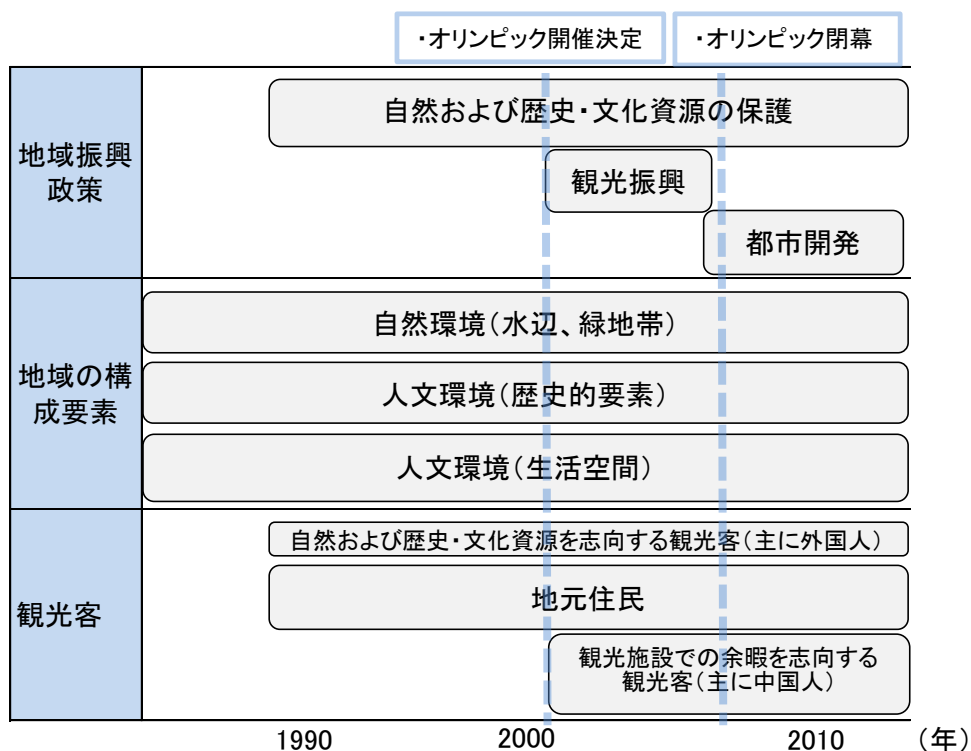 ・オリンピック開催決定
・オリンピック閉幕
地域振興
政策
自然および歴史・文化資源の保護
観光振興
都市開発
地域の構
成要素
自然環境（水辺、緑地帯）
人文環境（歴史的要素）
人文環境（生活空間）
観光客
自然および歴史・文化資源を志向する観光客（主に外国人）
地元住民
観光施設での余暇を志向する
観光客（主に中国人）
1990 2000 2010 （年）